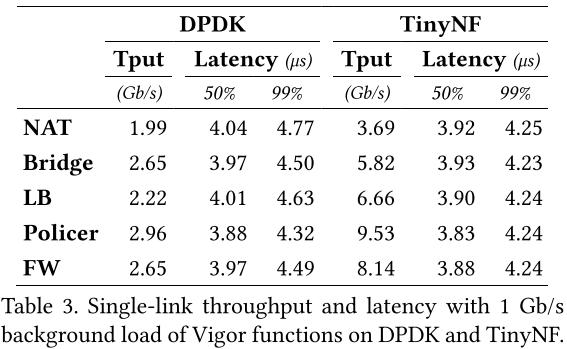 DPDK TinyNF
Tput Latency (μs) Tput Latency (μs)
(Gb/s) 50% 99% (Gb/s) 50% 99%
NAT 1.99 4.04 4.77 3.69 3.92 4.25
Bridge 2.65 3.97 4.50 5.82 3.93 4.23
LB 2.22 4.01 4.63 6.66 3.90 4.24
Policer 2.96 3.88 4.32 9.53 3.83 4.24
FW 2.65 3.97 4.49 8.14 3.88 4.24
Table 3. Single-link throughput and latency with 1 Gb/s
background load of Vigor functions on DPDK and TinyNF.